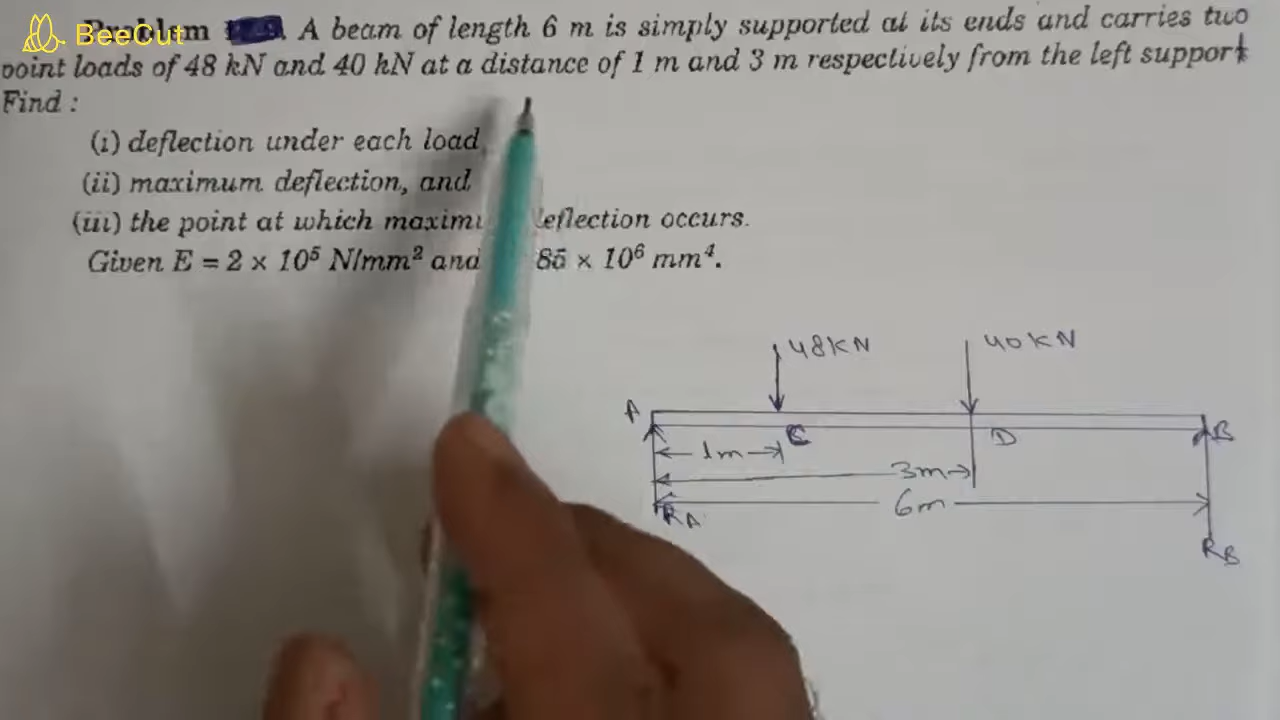 BeeCut
Problem A beam of length 6 m is simply supported at its ends and carries two
point loads of 48 kN and 40 kN at a distance of 1 m and 3 m respectively from the left support
Find :
(i) deflection under each load,
(ii) maximum deflection, and
(iii) the point at which maximu eflection occurs.
Given E = 2 × 10⁵ N/mm² and 85 × 10⁶ mm⁴.
48KN 40KN
A C D B
1m
3m
6m
RA
RB